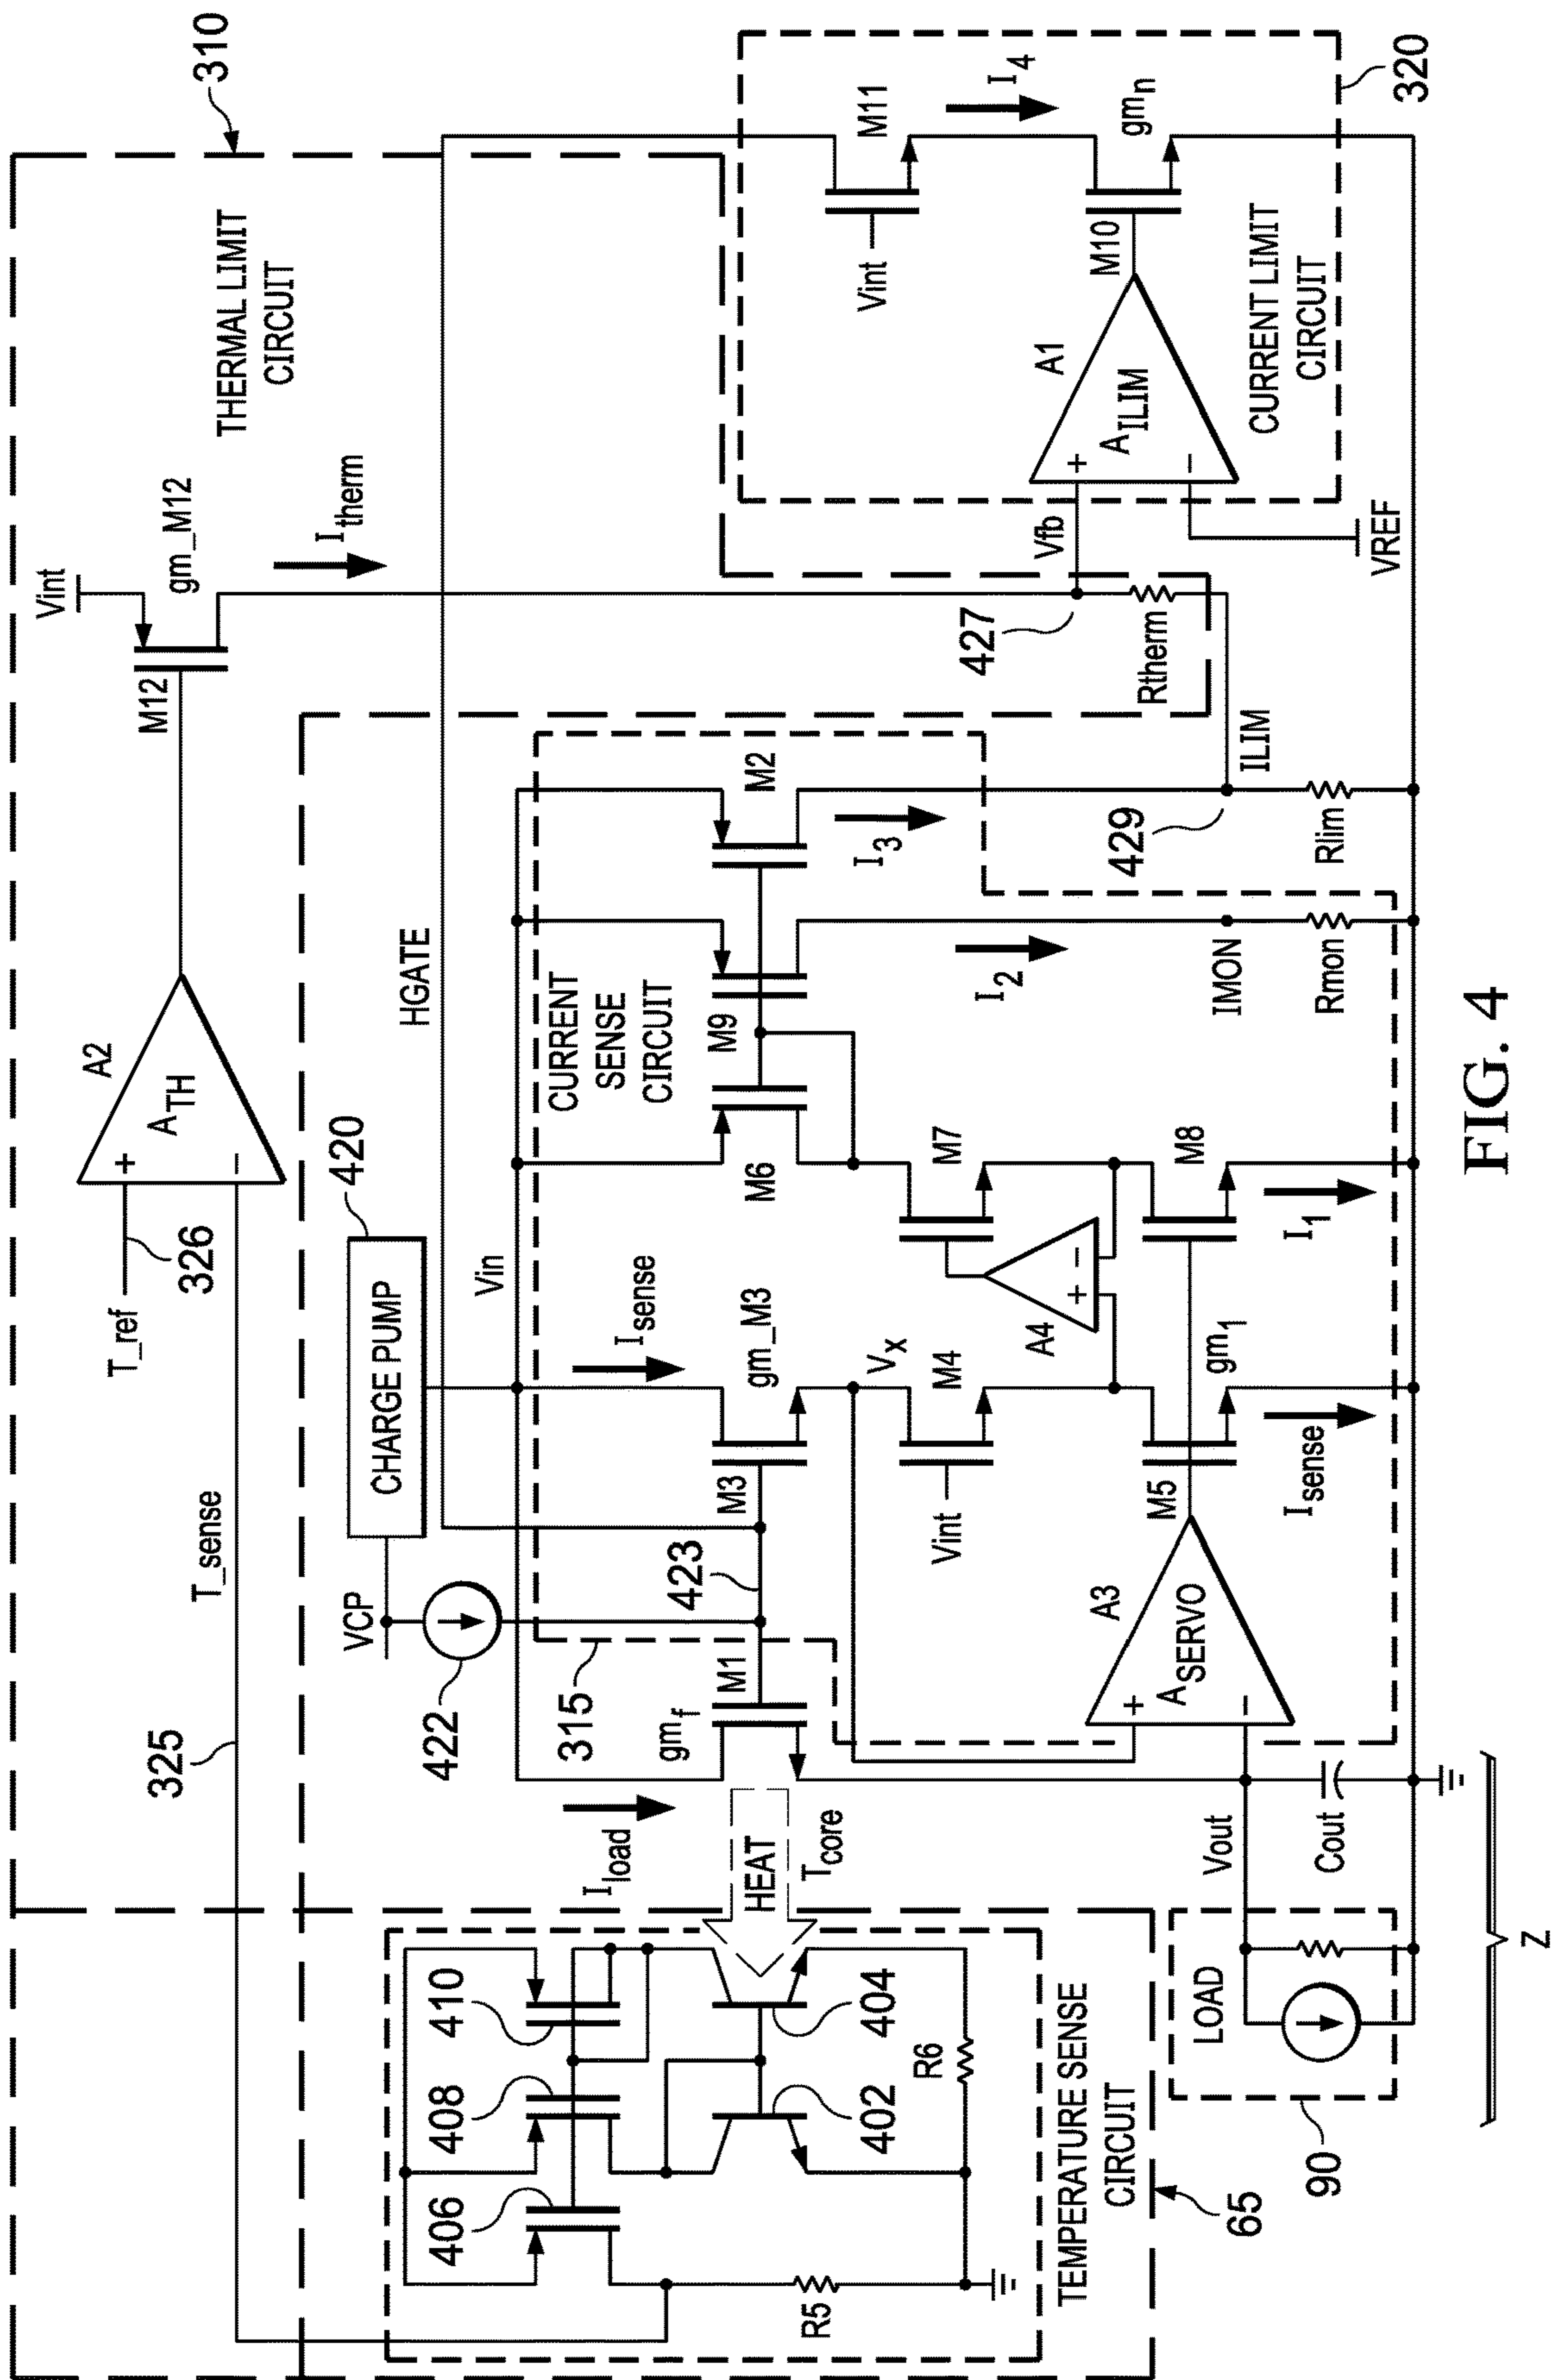 310
THERMAL LIMIT
CIRCUIT
Vint
M12
gm_M12
Itherm
A2
ATH
+
−
T_ref
326
T_sense
325
HGATE
M11
I4
Vint
M10
gmn
A1
AILIM
+
−
CURRENT LIMIT
CIRCUIT
320
Vfb
VREF
427
Rtherm
CHARGE PUMP
420
VCP
422
Vin
CURRENT
SENSE
CIRCUIT
M2
I3
M9
I2
M6
ILIM
429
Rlim
IMON
Rmon
Isense
gm_M3
M3
423
315
M7
M8
I1
A4
+
−
Vx
M4
Vint
gm1
M5
Isense
A3
ASERVO
+
−
M1
gmf
Iload
HEAT
Tcore
Vout
Cout
LOAD
90
Z
410
408
406
404
402
R6
R5
TEMPERATURE SENSE
CIRCUIT
65
FIG. 4